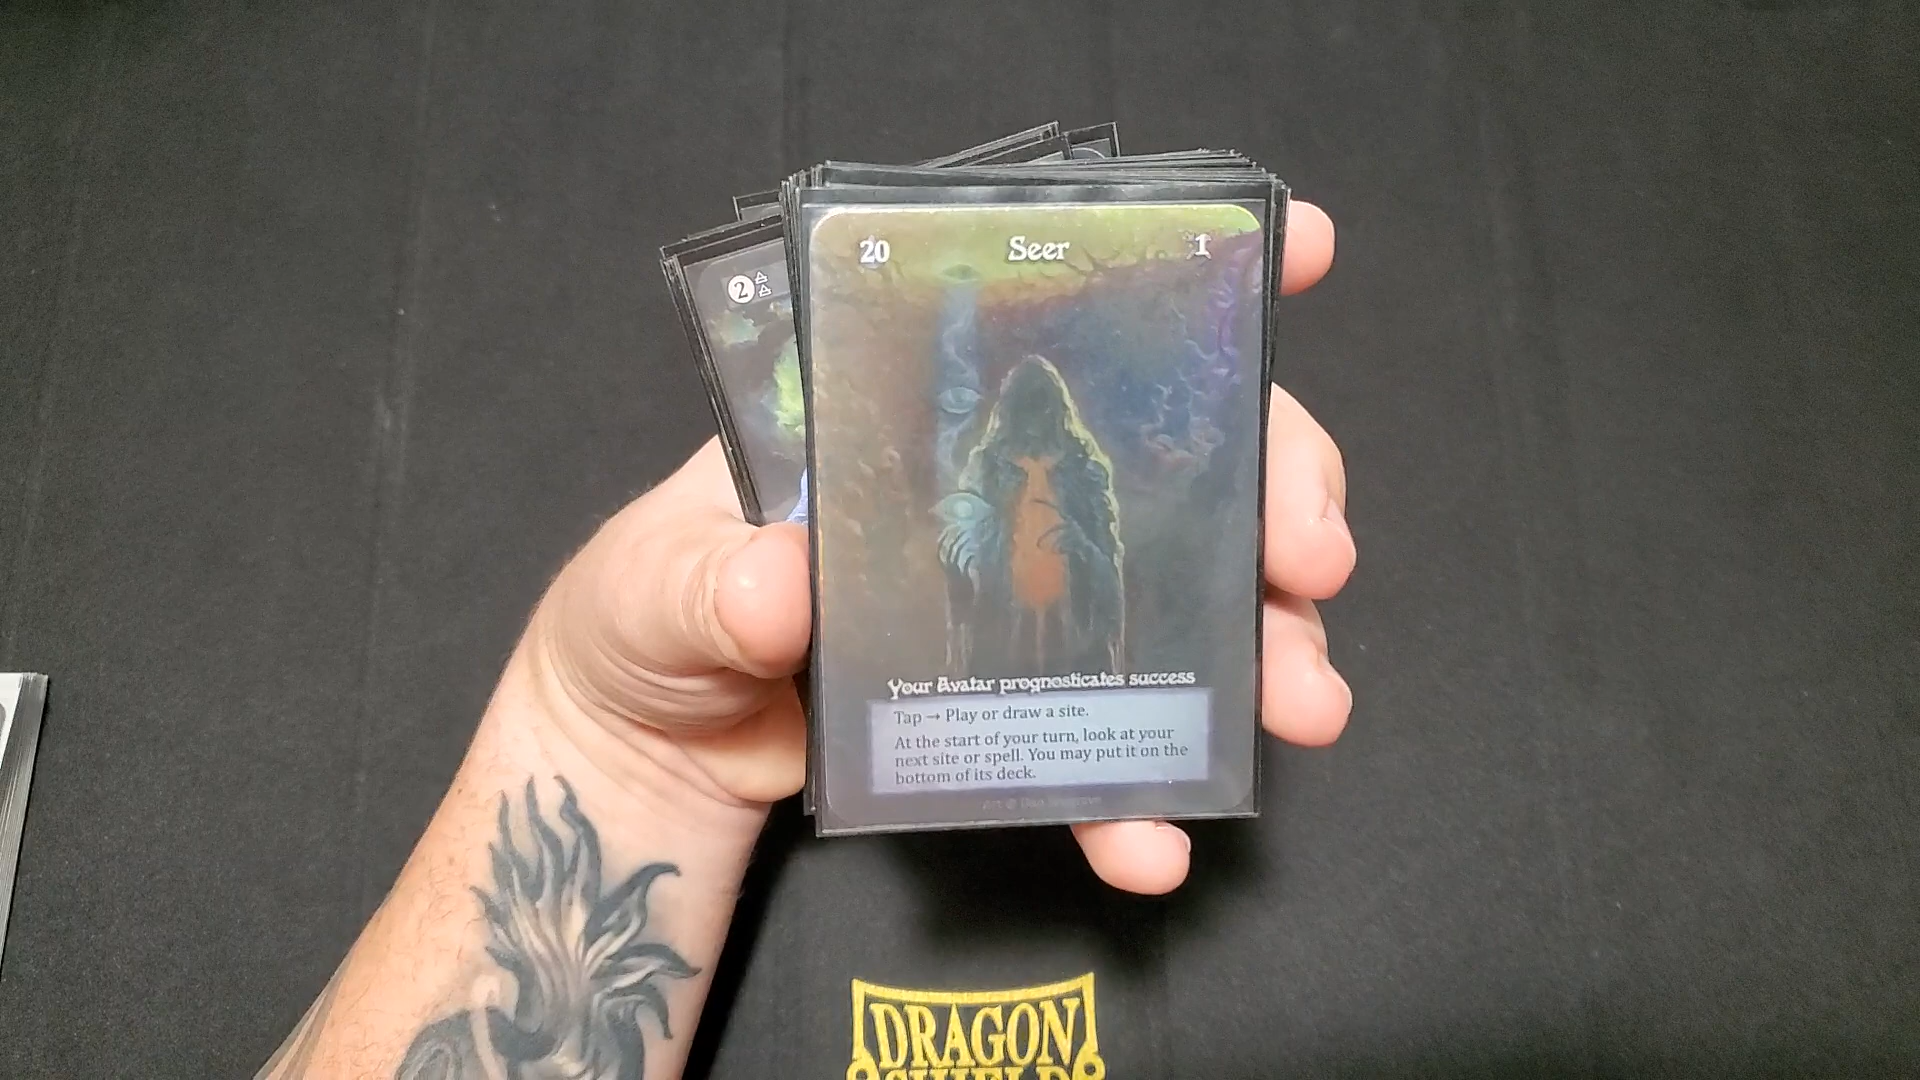 20 Seer 1
2
Your Avatar prognosticates success
Tap → Play or draw a site.
At the start of your turn, look at your
next site or spell. You may put it on the
bottom of its deck.
DRAGON
SHIELD